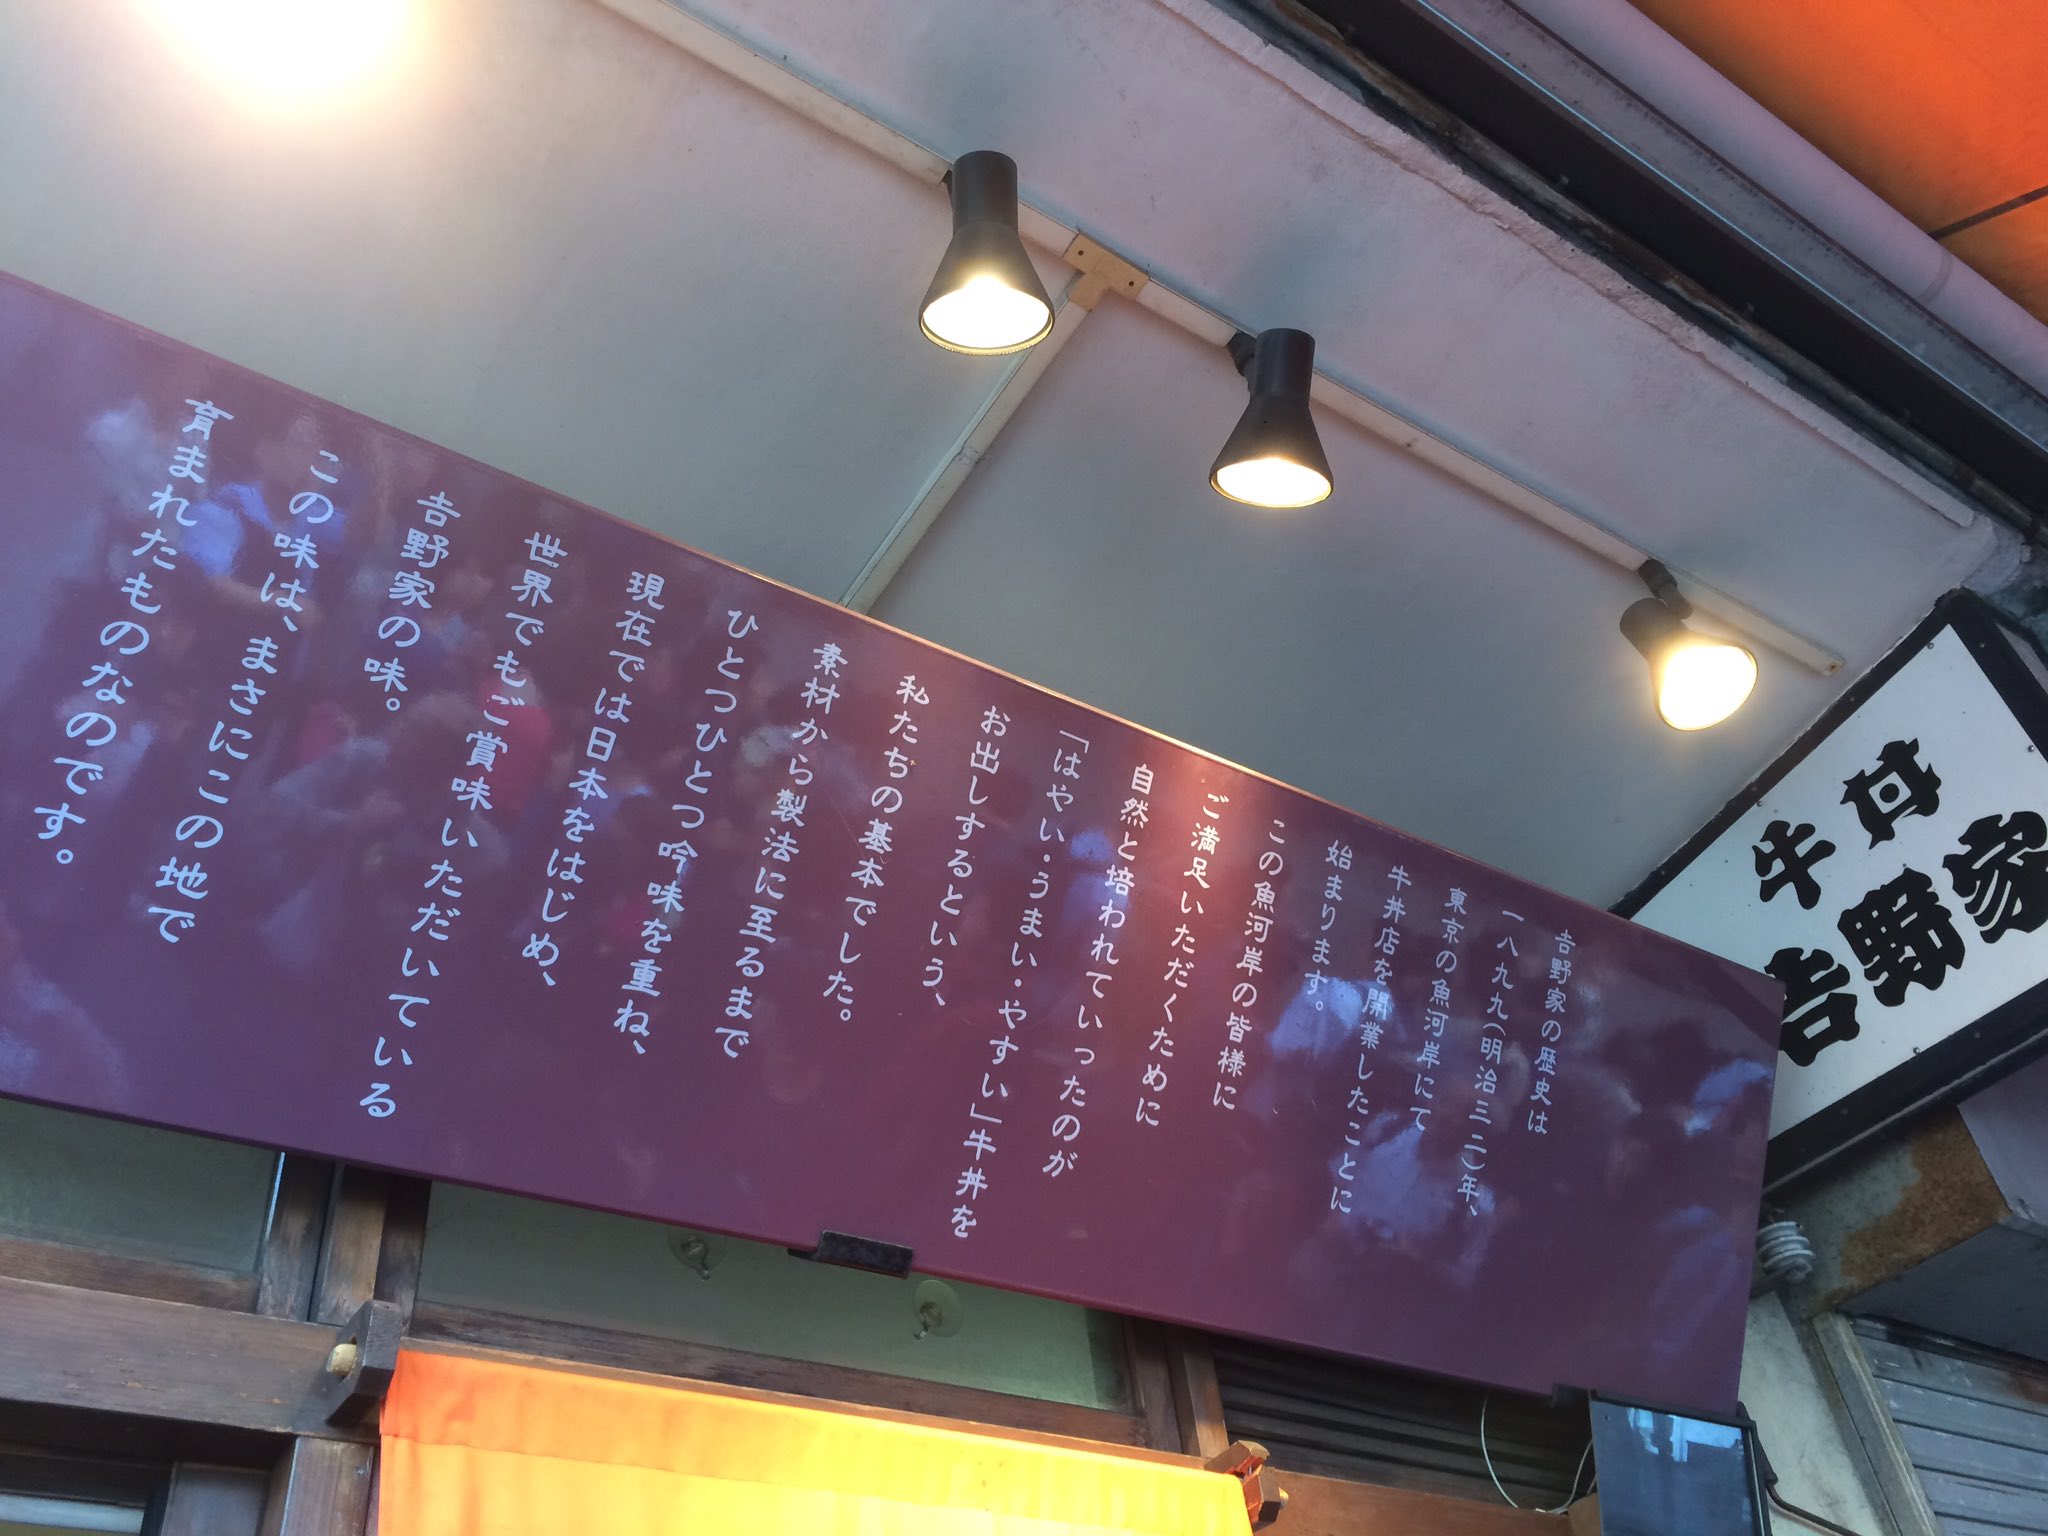 吉野家の歴史は
一八九九(明治三二)年、
東京の魚河岸にて
牛丼店を開業したことに
始まります。
この魚河岸の皆様に
ご満足いただくために
自然と培われていったのが
「はやい・うまい・やすい」牛丼を
お出しするという、
私たちの基本でした。
素材から製法に至るまで
ひとつひとつ吟味を重ね、
現在では日本をはじめ、
世界でもご賞味いただいている
吉野家の味。
この味は、まさにこの地で
育まれたものなのです。
牛丼
吉野家